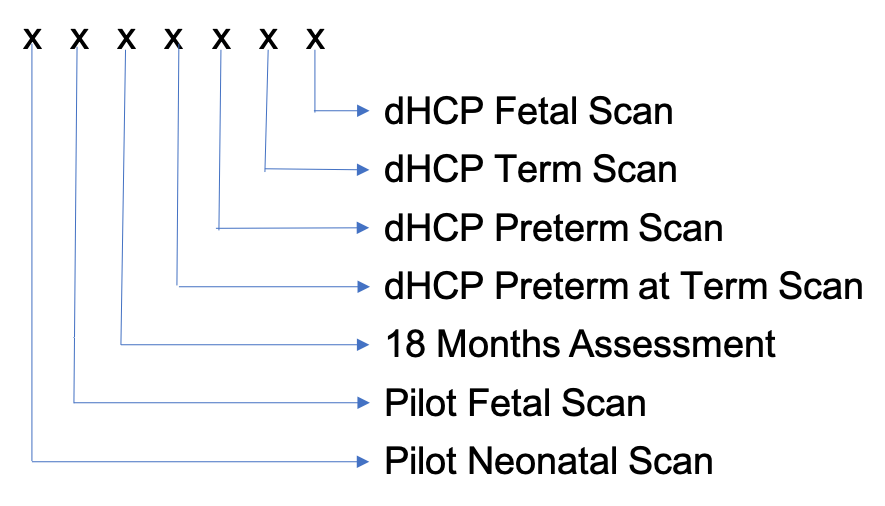 x x x x x x x
dHCP Fetal Scan
dHCP Term Scan
dHCP Preterm Scan
dHCP Preterm at Term Scan
18 Months Assessment
Pilot Fetal Scan
Pilot Neonatal Scan